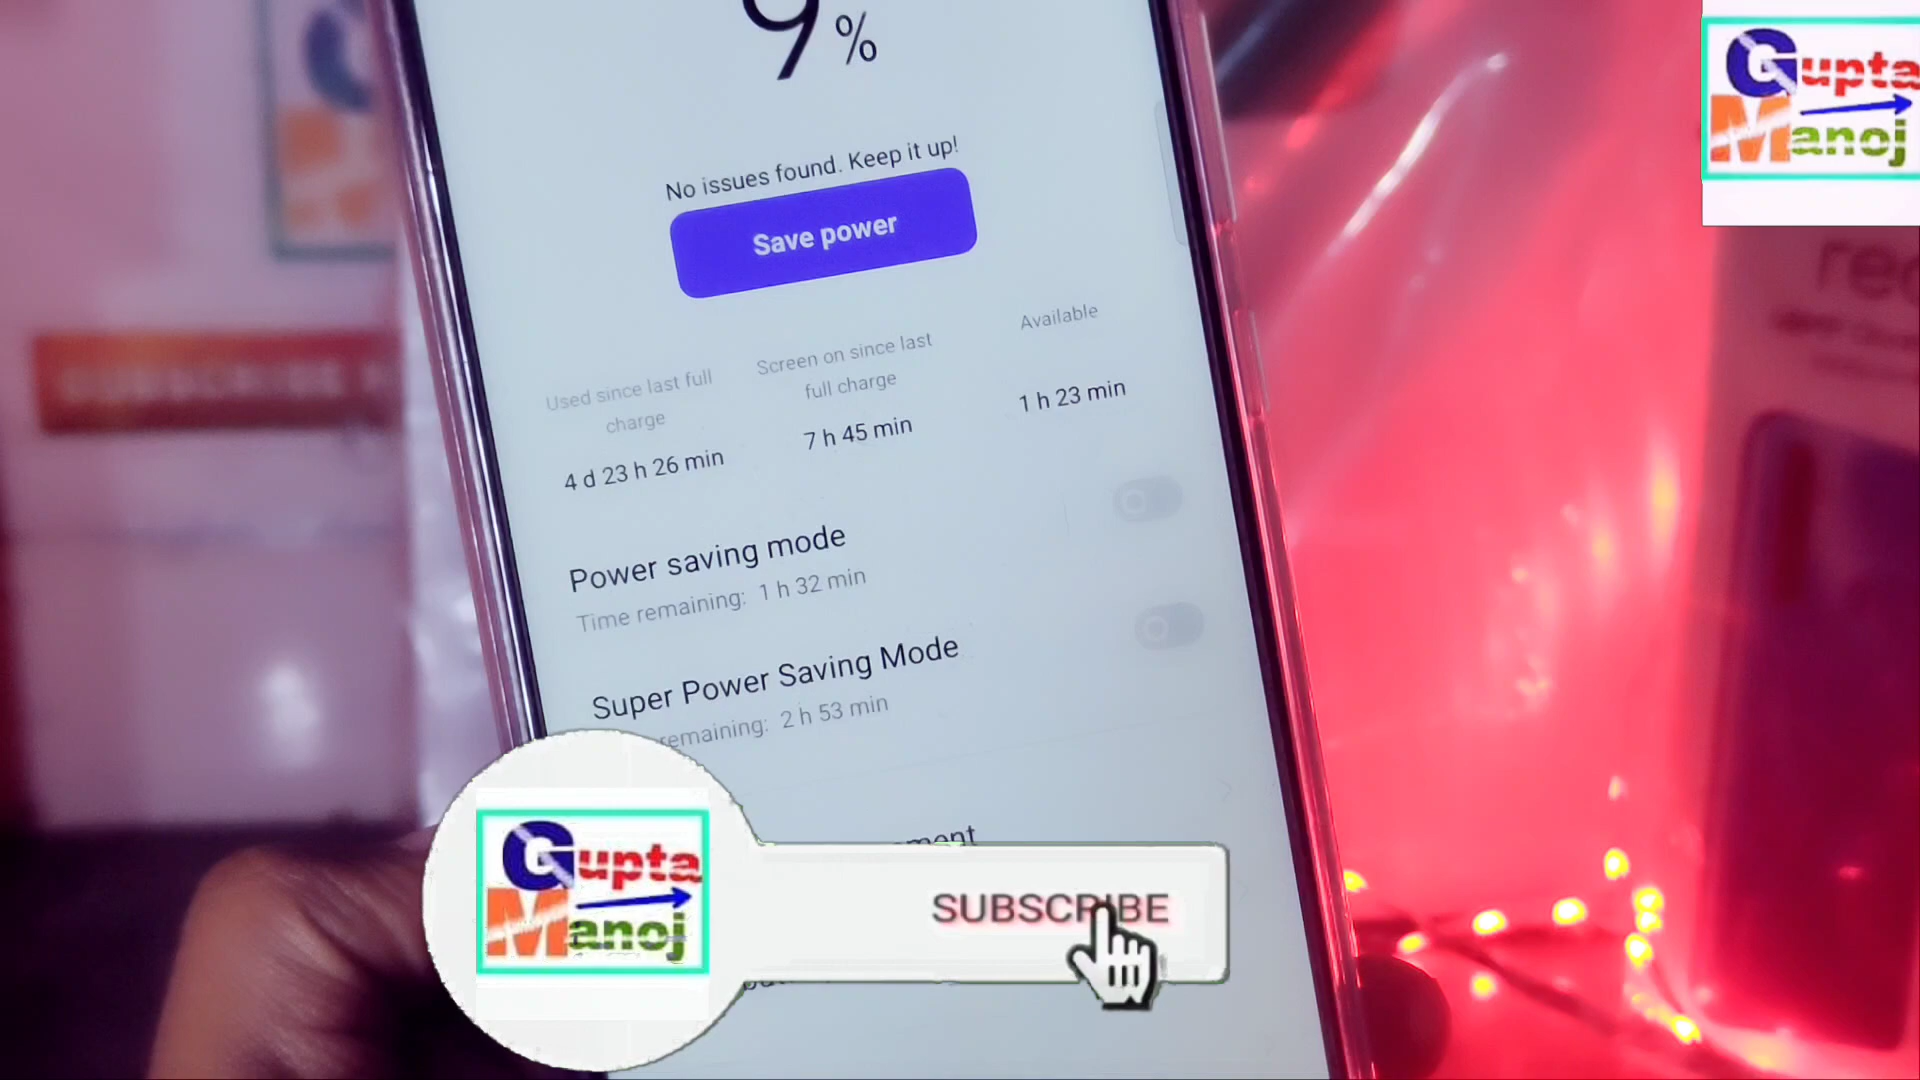 9%
No issues found. Keep it up!
Save power
Used since last full
charge
4 d 23 h 26 min
Screen on since last
full charge
7 h 45 min
Available
1 h 23 min
Power saving mode
Time remaining: 1 h 32 min
Super Power Saving Mode
remaining: 2 h 53 min
Gupta
Manoj
SUBSCRIBE
Gupta
Manoj
SUBSCRIBE